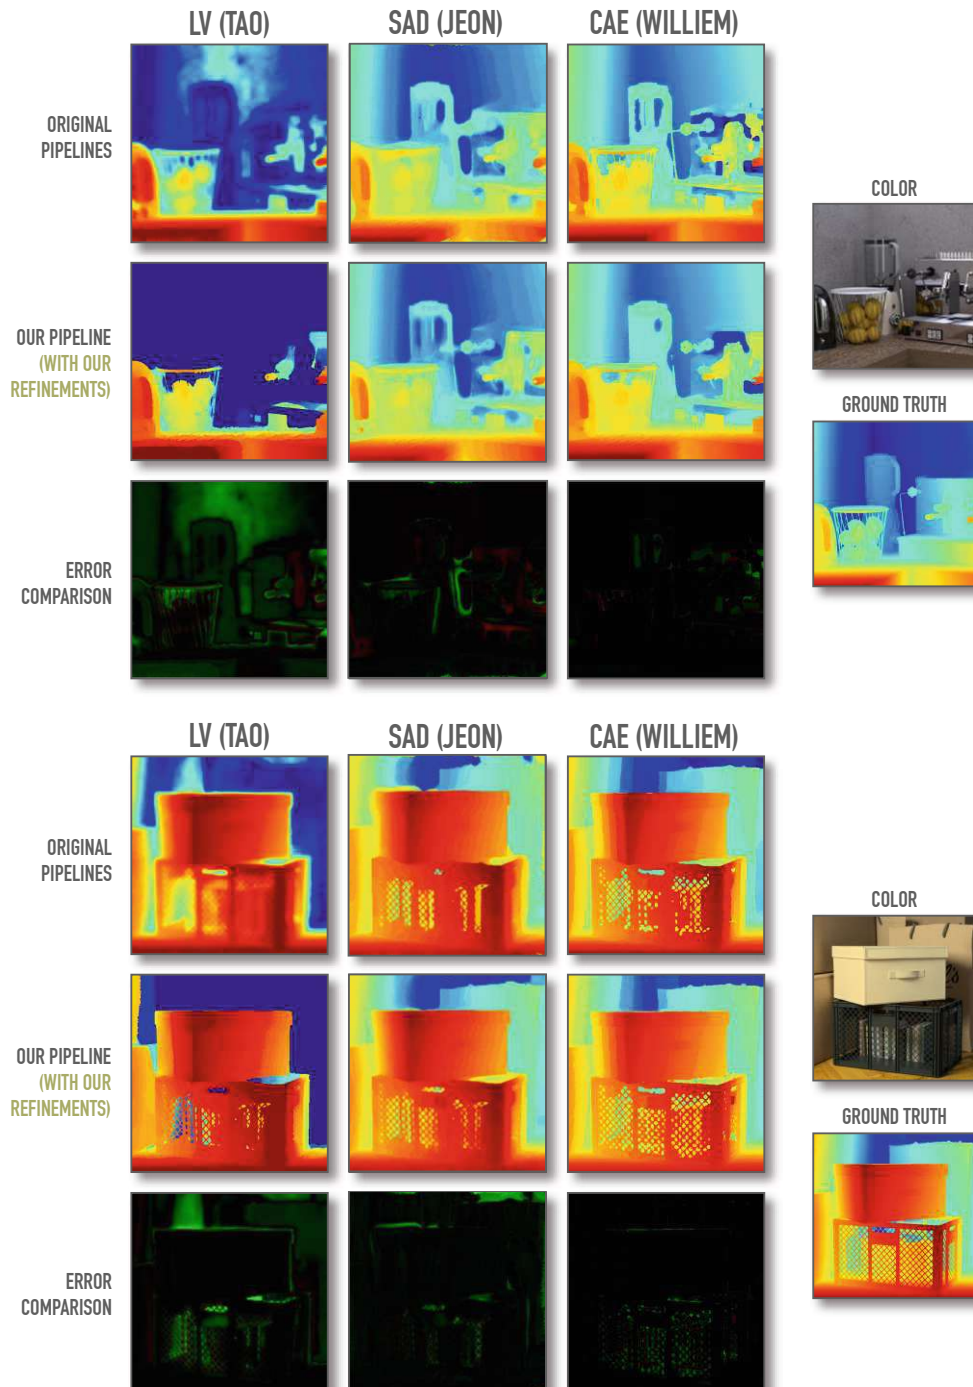 LV (TAO)
SAD (JEON)
CAE (WILLIEM)
ORIGINAL
PIPELINES
COLOR
OUR PIPELINE
(WITH OUR
REFINEMENTS)
GROUND TRUTH
ERROR
COMPARISON
LV (TAO)
SAD (JEON)
CAE (WILLIEM)
ORIGINAL
PIPELINES
COLOR
OUR PIPELINE
(WITH OUR
REFINEMENTS)
GROUND TRUTH
ERROR
COMPARISON